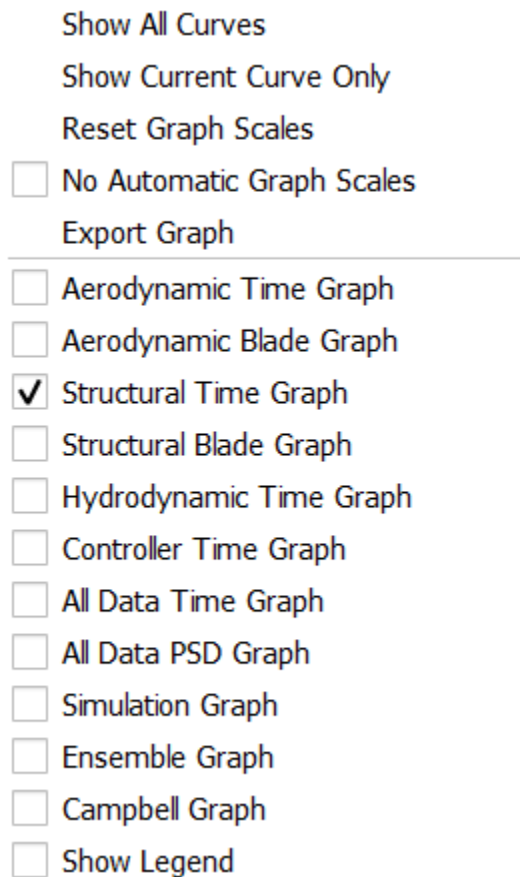 Show All Curves
Show Current Curve Only
Reset Graph Scales
No Automatic Graph Scales
Export Graph
Aerodynamic Time Graph
Aerodynamic Blade Graph
Structural Time Graph
Structural Blade Graph
Hydrodynamic Time Graph
Controller Time Graph
All Data Time Graph
All Data PSD Graph
Simulation Graph
Ensemble Graph
Campbell Graph
Show Legend